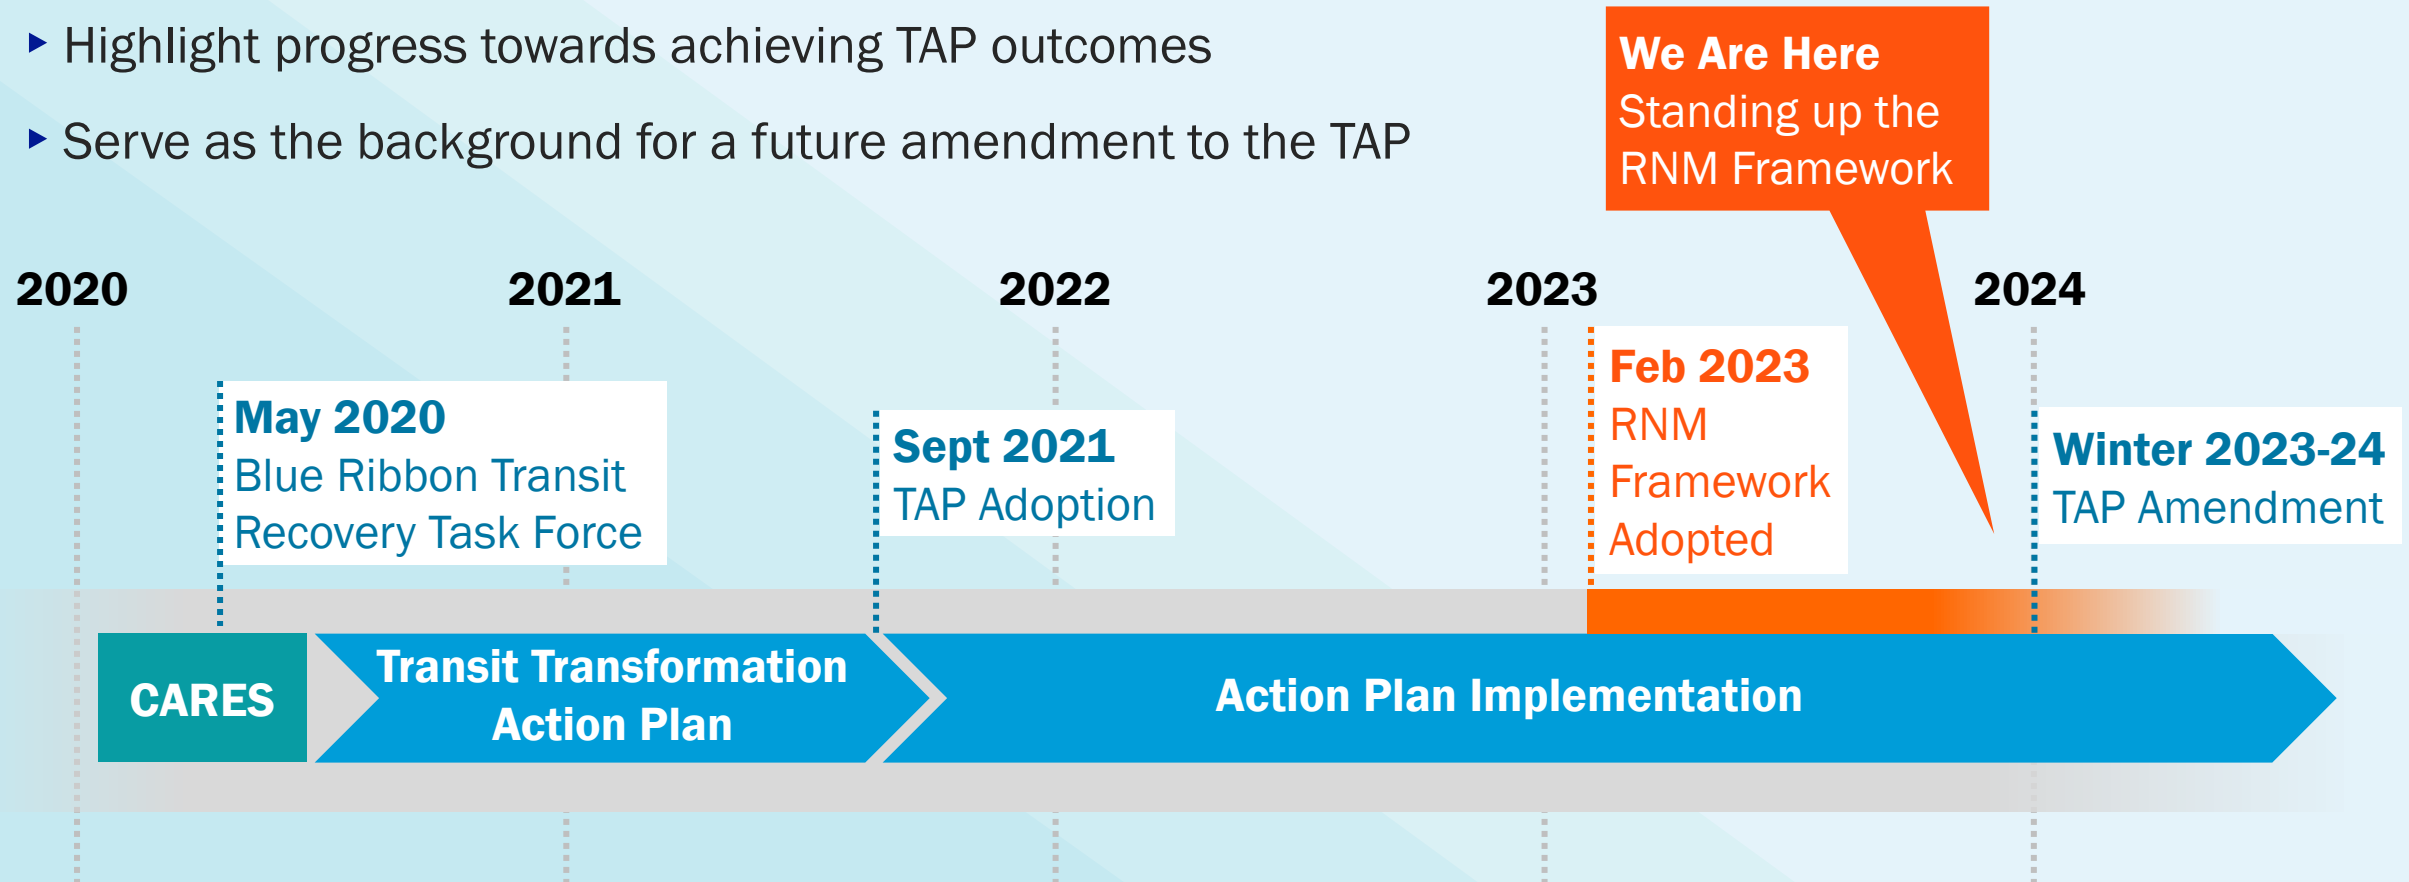 ▸ Highlight progress towards achieving TAP outcomes
▸ Serve as the background for a future amendment to the TAP
We Are Here
Standing up the
RNM Framework
2020
2021
2022
2023
2024
May 2020
Blue Ribbon Transit
Recovery Task Force
Sept 2021
TAP Adoption
Feb 2023
RNM
Framework
Adopted
Winter 2023-24
TAP Amendment
CARES
Transit Transformation
Action Plan
Action Plan Implementation